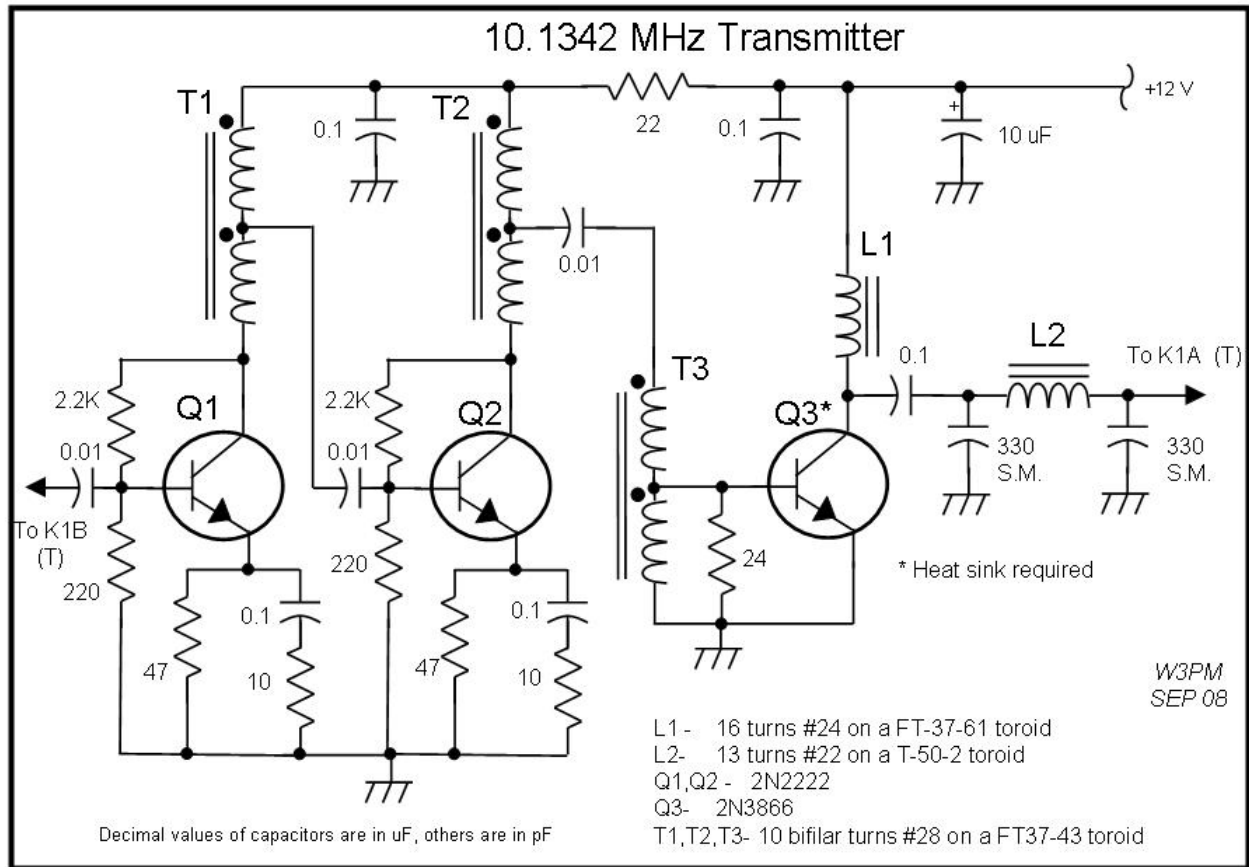 10.1342 MHz Transmitter
T1
T2
+12 V
0.1
22
0.1
+
10 uF
0.01
L1
L2
T3
0.1
To K1A (T)
2.2K
Q1
2.2K
Q2
Q3*
0.01
0.01
330
S.M.
330
S.M.
To K1B
(T)
220
220
24
* Heat sink required
0.1
0.1
47
10
47
10
W3PM
SEP 08
L1 - 16 turns #24 on a FT-37-61 toroid
L2- 13 turns #22 on a T-50-2 toroid
Q1,Q2 - 2N2222
Q3- 2N3866
T1,T2,T3- 10 bifilar turns #28 on a FT37-43 toroid
Decimal values of capacitors are in uF, others are in pF